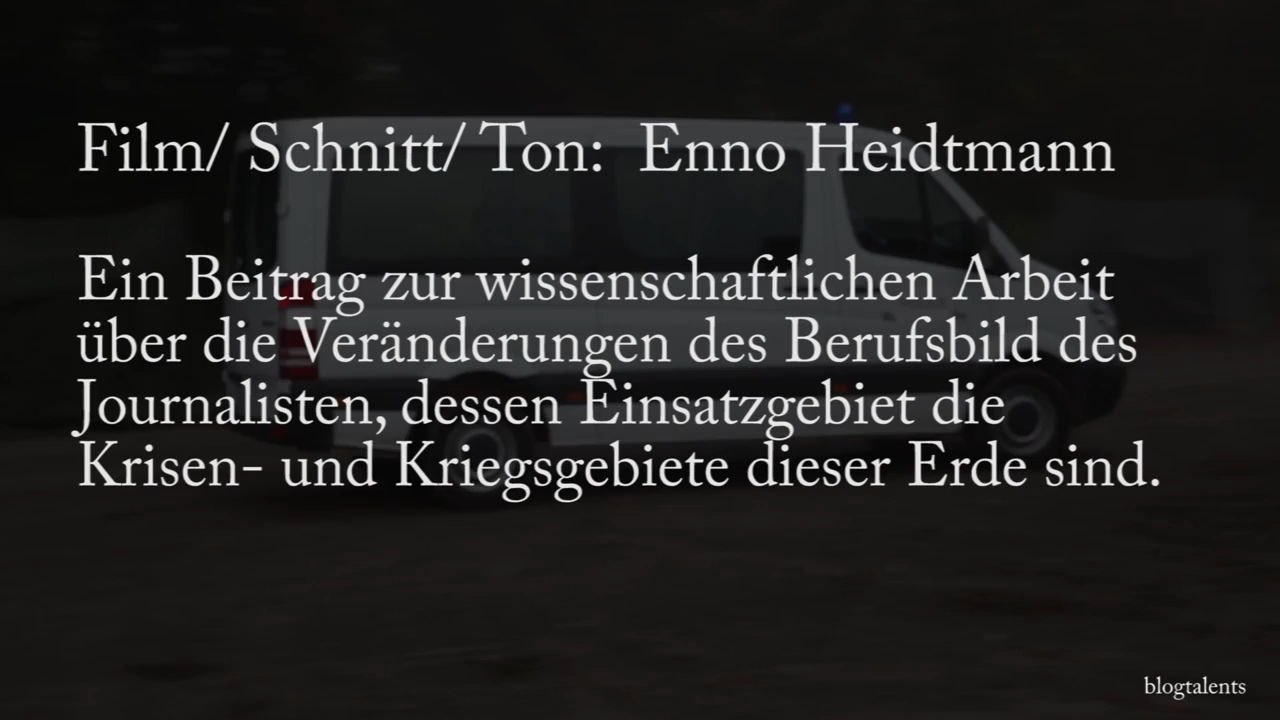 Film/ Schnitt/ Ton:  Enno Heidtmann
Ein Beitrag zur wissenschaftlichen Arbeit
über die Veränderungen des Berufsbild des
Journalisten, dessen Einsatzgebiet die
Krisen- und Kriegsgebiete dieser Erde sind.
blogtalents